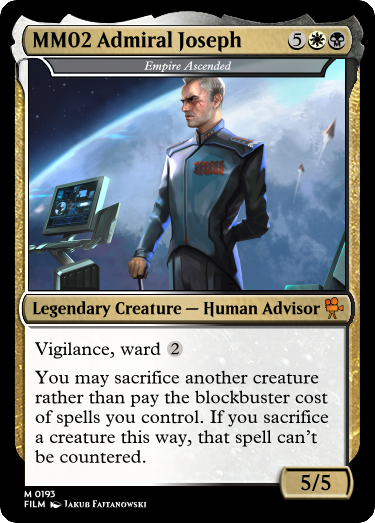 MM02 Admiral Joseph 5
Empire Ascended
Legendary Creature — Human Advisor
Vigilance, ward 2
You may sacrifice another creature
rather than pay the blockbuster cost
of spells you control. If you sacrifice
a creature this way, that spell can't
be countered.
5/5
M 0193
FILM Jakub Fajtanowski